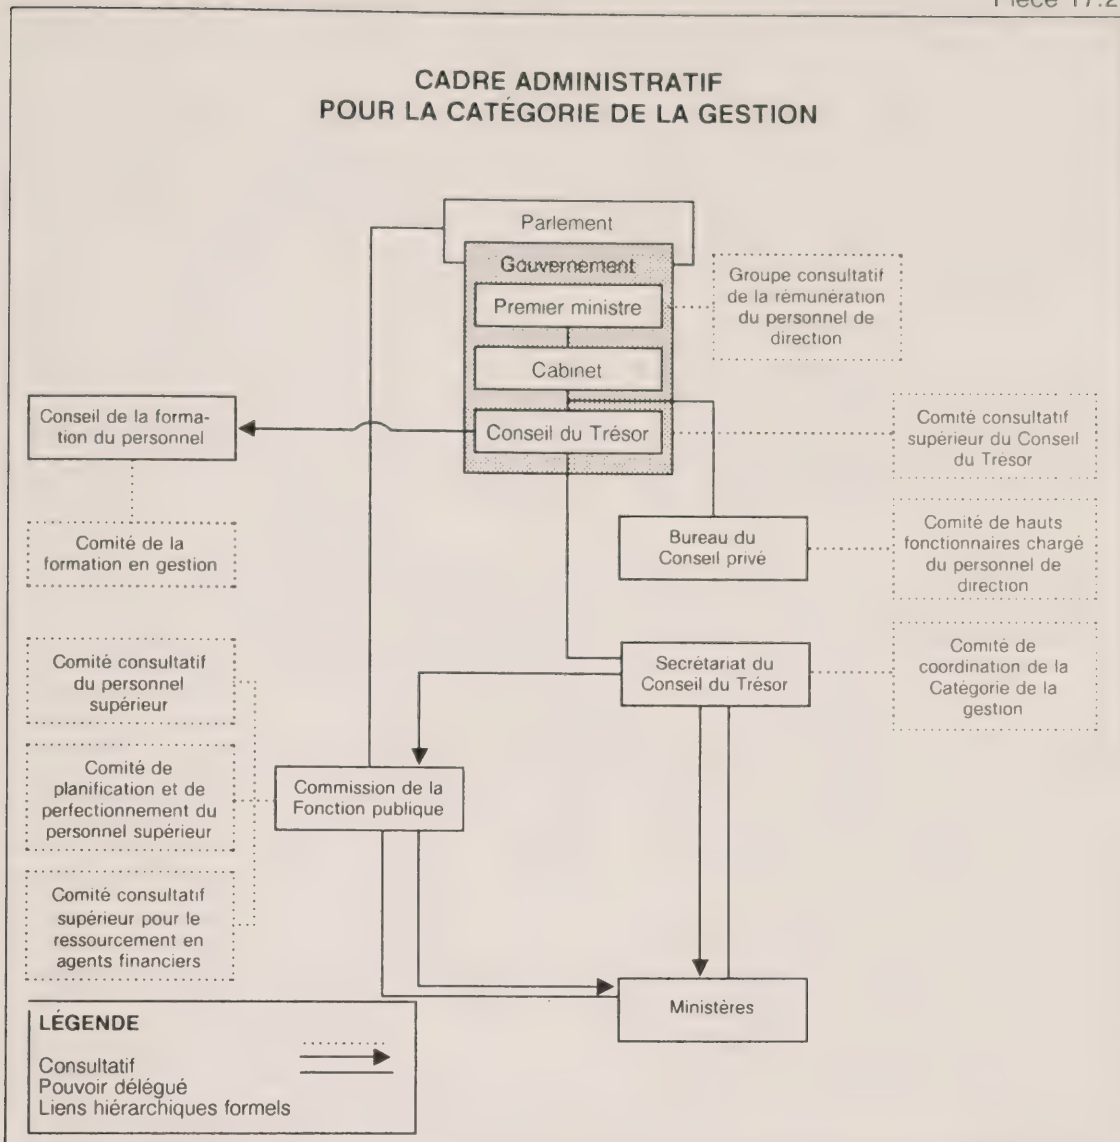 Pièce 17.2
CADRE ADMINISTRATIF
POUR LA CATÉGORIE DE LA GESTION
Parlement
Gouvernement
Premier ministre
Cabinet
Conseil du Trésor
Groupe consultatif
de la rémunération
du personnel de
direction
Conseil de la forma-
tion du personnel
Comité consultatif
supérieur du Conseil
du Trésor
Comité de la
formation en gestion
Bureau du
Conseil privé
Comité de hauts
fonctionnaires chargé
du personnel de
direction
Comité consultatif
du personnel
supérieur
Secrétariat du
Conseil du Trésor
Comité de
coordination de la
Catégorie de la
gestion
Comité de
planification et de
perfectionnement du
personnel supérieur
Commission de la
Fonction publique
Comité consultatif
supérieur pour le
ressourcement en
agents financiers
Ministères
LÉGENDE
Consultatif
Pouvoir délégué
Liens hiérarchiques formels